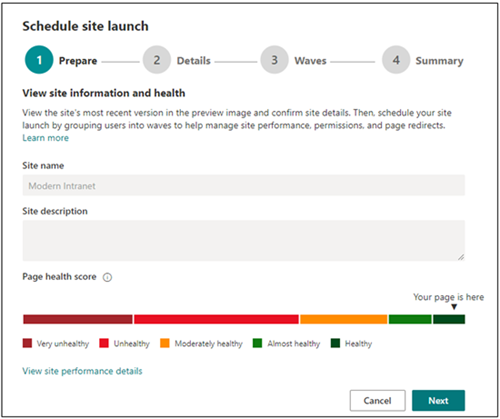 Schedule site launch
1 Prepare 2 Details 3 Waves 4 Summary
View site information and health
View the site's most recent version in the preview image and confirm site details. Then, schedule your site
launch by grouping users into waves to help manage site performance, permissions, and page redirects.
Learn more
Site name
Modern Intranet
Site description
Page health score
Your page is here
Very unhealthy Unhealthy Moderately healthy Almost healthy Healthy
View site performance details
Cancel Next